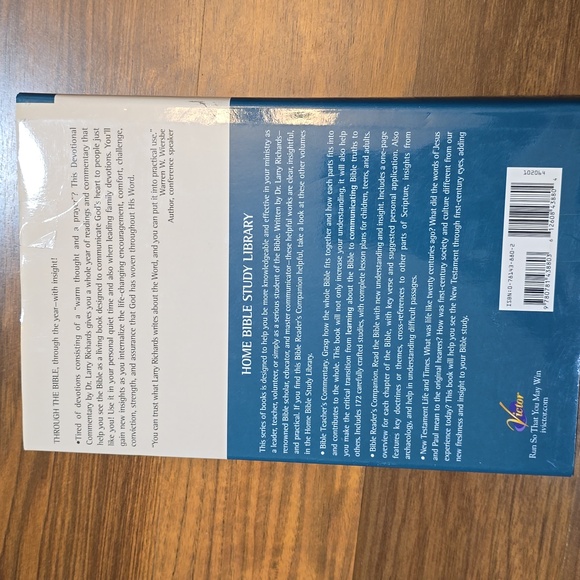 THROUGH THE BIBLE, through the year—with insight!
• Tired of devotions consisting of a "warm thought and a prayer"? This Devotional
Commentary by Dr. Larry Richards gives you a whole year of readings and commentary that
help you see the Bible as a living book designed to communicate God's heart to people just
like you! Use it in your personal quiet time and also when leading family devotions. You'll
gain new insights as you internalize the life-changing encouragement, comfort, challenge,
conviction, strength, and assurance that God has woven throughout His Word.
"You can trust what Larry Richards writes about the Word, and you can put it into practical use."
Warren W. Wiersbe
Author, conference speaker
HOME BIBLE STUDY LIBRARY
This series of books is designed to help you be more knowledgeable and effective in your ministry as
a leader, teacher, volunteer, or simply as a serious student of the Bible. Written by Dr. Larry Richards—
renowned Bible scholar, educator, and master communicator—these helpful works are clear, insightful,
and practical. If you find this Bible Reader's Companion helpful, take a look at these other volumes
in the Home Bible Study Library.
• Bible Teacher's Commentary. Grasp how the whole Bible fits together and how each parts into
and contributes to the whole. This book will not only increase your understanding, it will also help
you make the critical transition from learning about the Bible to communicating Bible truths to
others. Includes 172 carefully crafted studies, with complete lesson plans for children, teens, and adults.
• Bible Reader's Companion. Read the Bible with new understanding and insight. Includes a one-page
overview for each chapter of the Bible, with key verse and suggested personal application. Also
features key doctrines or themes, cross-references to other parts of Scripture, insights from
archaeology, and help in understanding difficult passages.
• New Testament Life and Times. What was life like twenty centuries ago? What did the words of Jesus
and Paul mean to the original hearers? How was first-century society and culture different from our
experience today? This book will help you see the New Testament through first-century eyes, adding
new freshness and insight to your Bible study.
Victor
Run So That You May Win
ivictor.com
ISBN:0-78143-880-2
9 780781 438803
102044
6 12608 45880 4